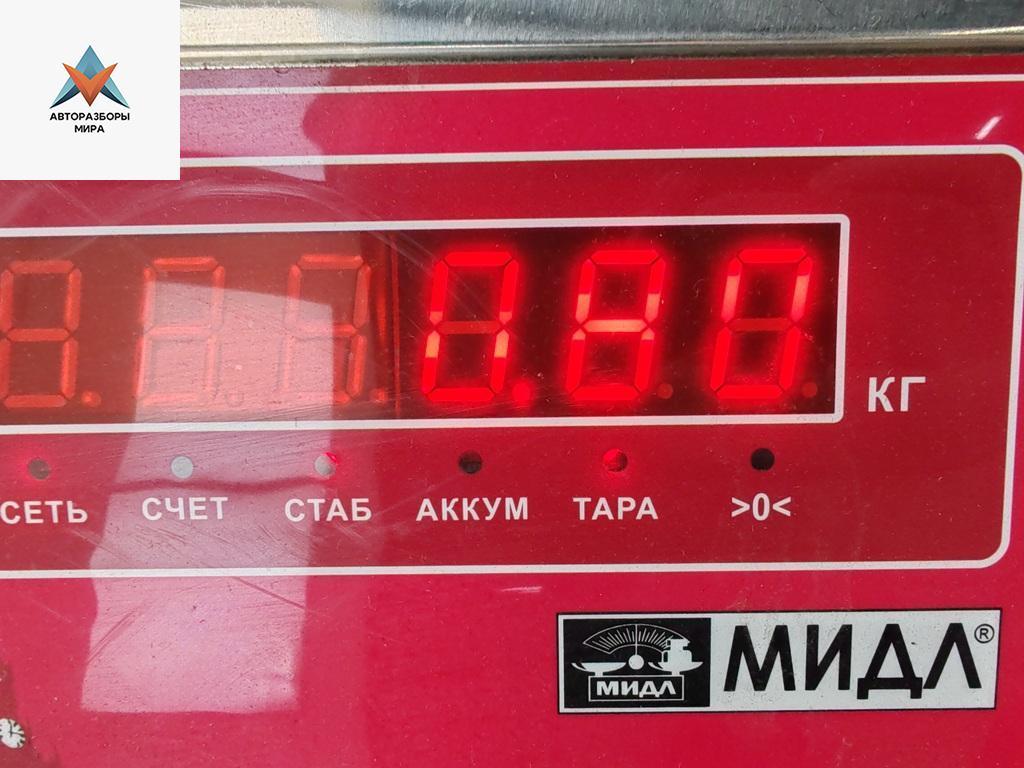 АВТОРАЗБОРЫ
МИРА
0.80
КГ
СЕТЬ СЧЕТ СТАБ АККУМ ТАРА >0<
МИДЛ МИДЛ®